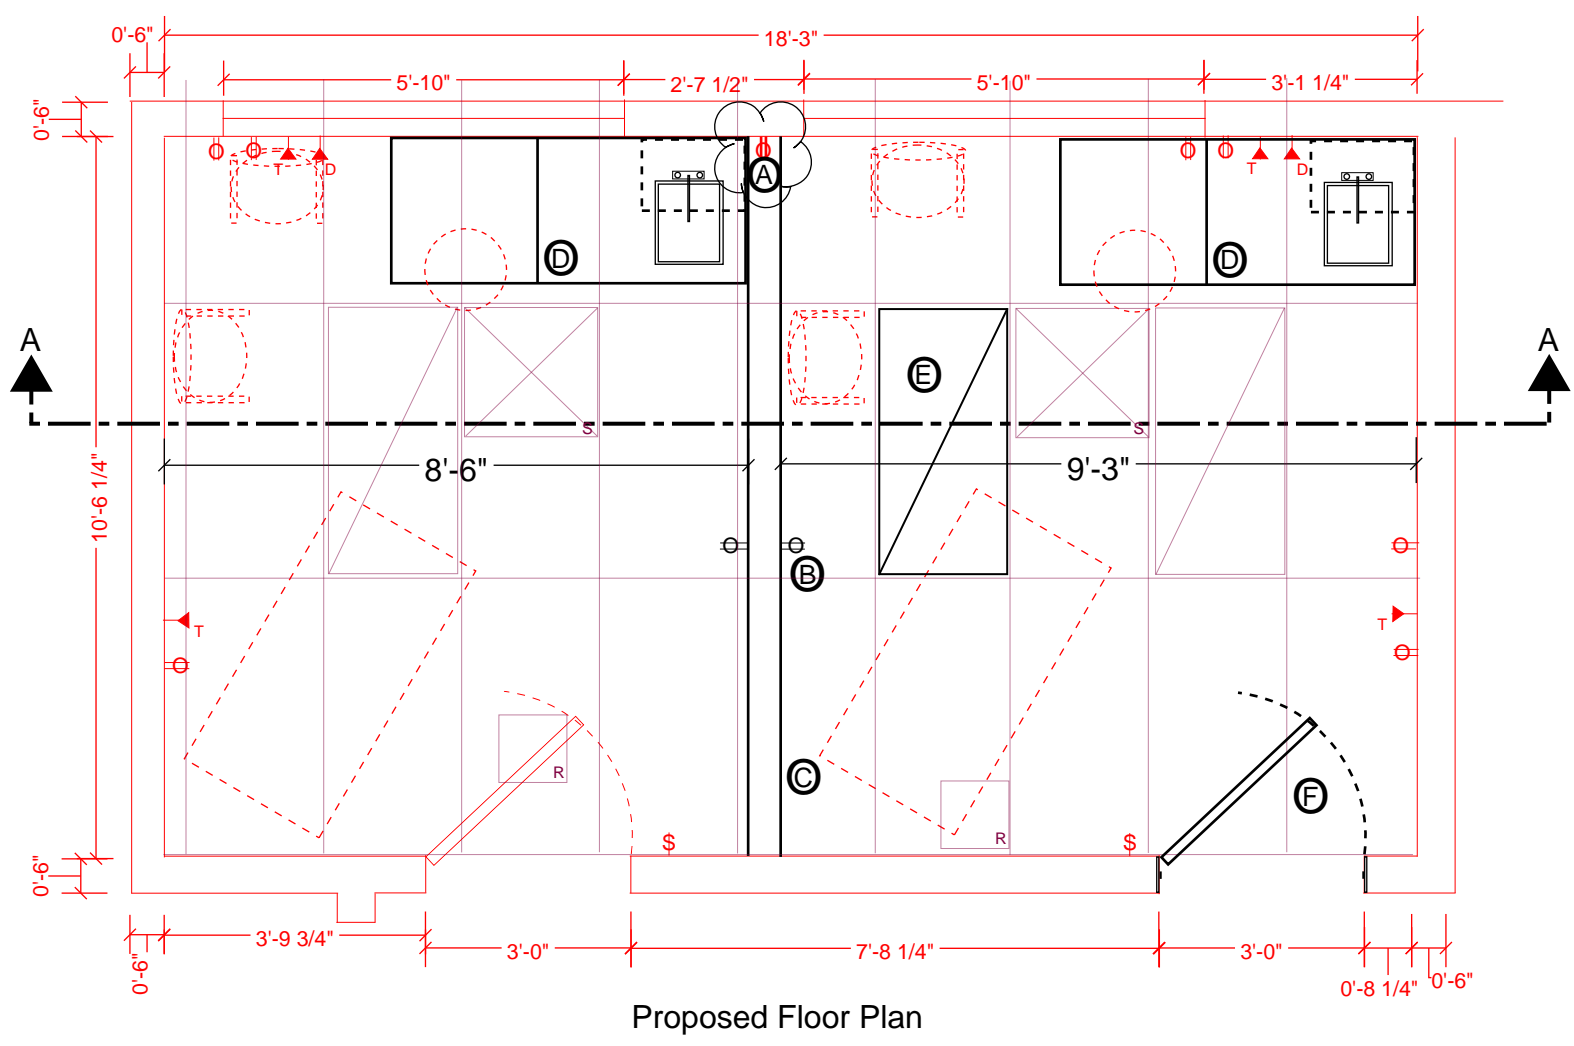 0'-6"
18'-3"
5'-10"
2'-7 1/2"
5'-10"
3'-1 1/4"
0'-6"
T
D
A
T
D
D
D
A
A
E
S
S
8'-6"
9'-3"
10'-6 1/4"
B
T
T
R
C
F
R
$
$
0'-6"
3'-9 3/4"
3'-0"
7'-8 1/4"
3'-0"
0'-6"
0'-8 1/4"
0'-6"
Proposed Floor Plan